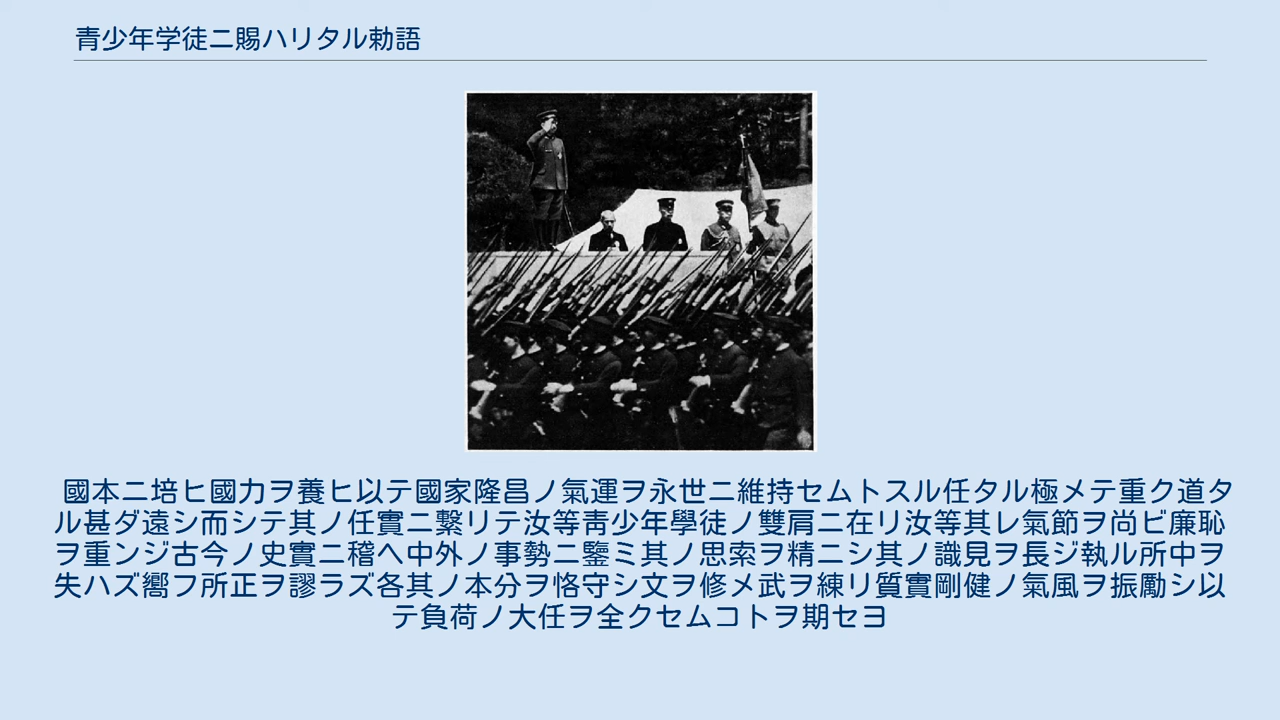 青少年学徒ニ賜ハリタル勅語
國本ニ培ヒ國力ヲ養ヒ以テ國家隆昌ノ氣運ヲ永世ニ維持セムトスル任タル極メテ重ク道タ
ル甚ダ遠シ而シテ其ノ任實ニ繋リテ汝等靑少年學徒ノ雙肩ニ在リ汝等其レ氣節ヲ尚ビ廉恥
ヲ重ンジ古今ノ史實ニ稽ヘ中外ノ事勢ニ鑒ミ其ノ思索ヲ精ニシ其ノ識見ヲ長ジ執ル所中ヲ
失ハズ嚮フ所正ヲ謬ラズ各其ノ本分ヲ恪守シ文ヲ修メ武ヲ練リ質實剛健ノ氣風ヲ振勵シ以
テ負荷ノ大任ヲ全クセムコトヲ期セヨ